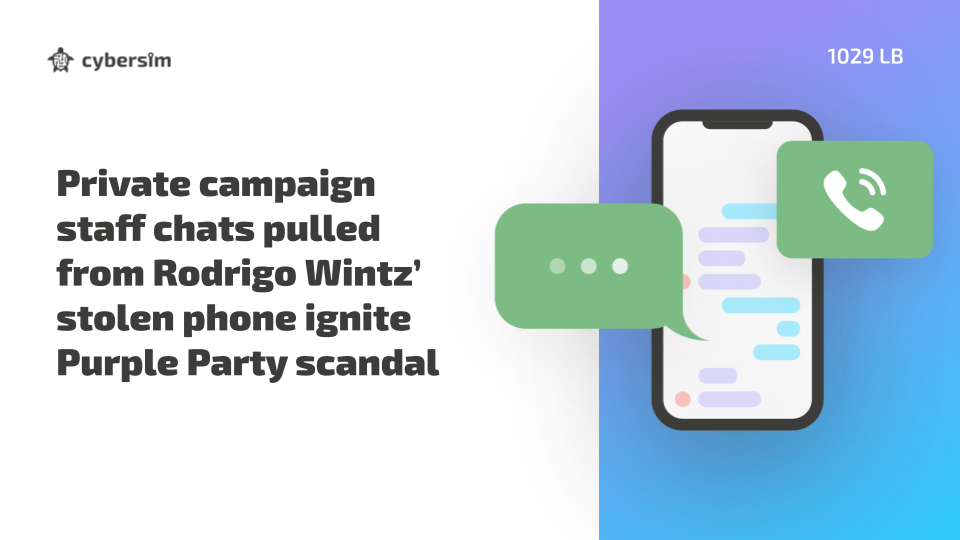 cybersim
1029 LB
Private campaign
staff chats pulled
from Rodrigo Wintz’
stolen phone ignite
Purple Party scandal